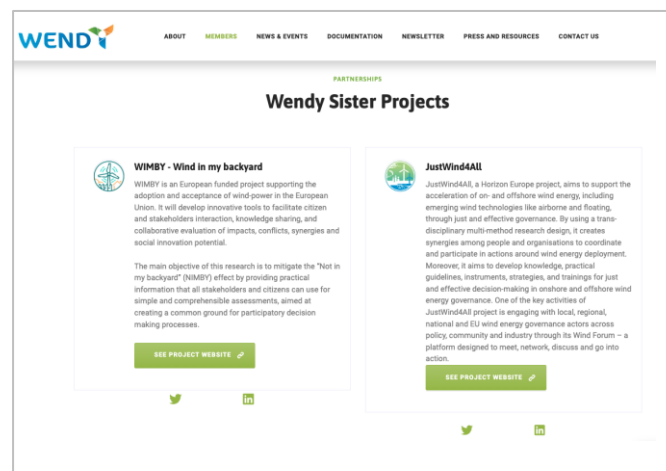 WENDY
ABOUT
MEMBERS
NEWS & EVENTS
DOCUMENTATION
NEWSLETTER
PRESS AND RESOURCES
CONTACT US
PARTNERSHIPS
Wendy Sister Projects
WIMBY - Wind in my backyard
WIMBY is an European funded project supporting the
adoption and acceptance of wind-power in the European
Union. It will develop innovative tools to facilitate citizen
and stakeholders interaction, knowledge sharing, and
collaborative evaluation of impacts, conflicts, synergies and
social innovation potential.
The main objective of this research is to mitigate the "Not in
my backyard" (NIMBY) effect by providing practical
information that all stakeholders and citizens can use for
simple and comprehensible assessments, aimed at
creating a common ground for participatory decision
making processes.
SEE PROJECT WEBSITE
JustWind4All
JustWind4All, a Horizon Europe project, aims to support the
acceleration of on- and offshore wind energy, including
emerging wind technologies like airborne and floating,
through just and effective governance. By using a trans-
disciplinary multi-method research design, it creates
synergies among people and organisations to coordinate
and participate in actions around wind energy deployment.
Moreover, it aims to develop knowledge, practical
guidelines, instruments, strategies, and trainings for just
and effective decision-making in onshore and offshore wind
energy governance. One of the key activities of
JustWind4All project is engaging with local, regional,
national and EU wind energy governance actors across
policy, community and industry through its Wind Forum – a
platform designed to meet, network, discuss and go into
action.
SEE PROJECT WEBSITE